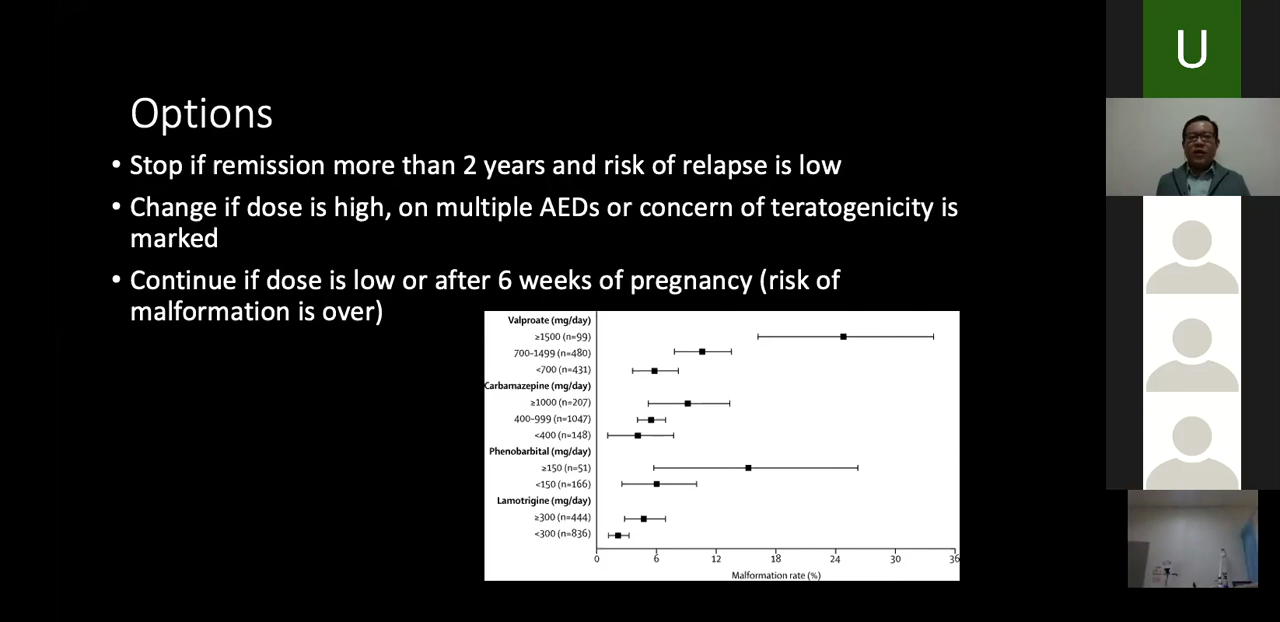 Options
• Stop if remission more than 2 years and risk of relapse is low
• Change if dose is high, on multiple AEDs or concern of teratogenicity is
marked
• Continue if dose is low or after 6 weeks of pregnancy (risk of
malformation is over)
Valproate (mg/day)
≥1500 (n=99)
700-1499 (n=480)
<700 (n=431)
Carbamazepine (mg/day)
≥1000 (n=207)
400-999 (n=1047)
<400 (n=148)
Phenobarbital (mg/day)
≥150 (n=51)
<150 (n=166)
Lamotrigine (mg/day)
≥300 (n=444)
<300 (n=836)
0 6 12 18 24 30 36
Malformation rate (%)
U